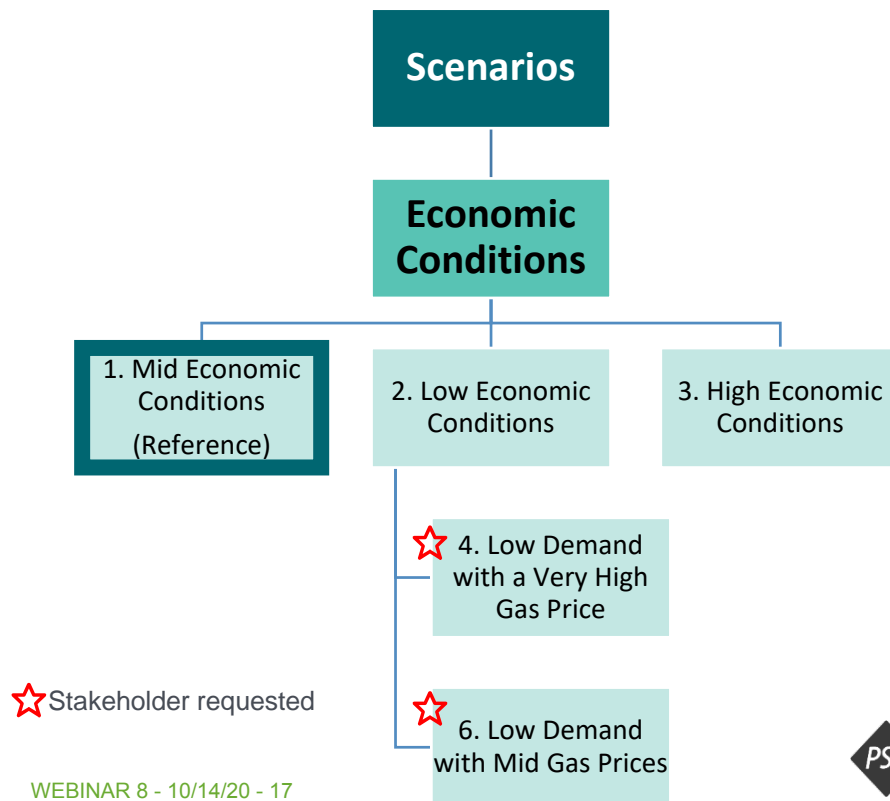 Scenarios
Economic
Conditions
1. Mid Economic
Conditions
(Reference)
2. Low Economic
Conditions
3. High Economic
Conditions
4. Low Demand
with a Very High
Gas Price
Stakeholder requested
6. Low Demand
with Mid Gas Prices
WEBINAR 8 - 10/14/20 - 17